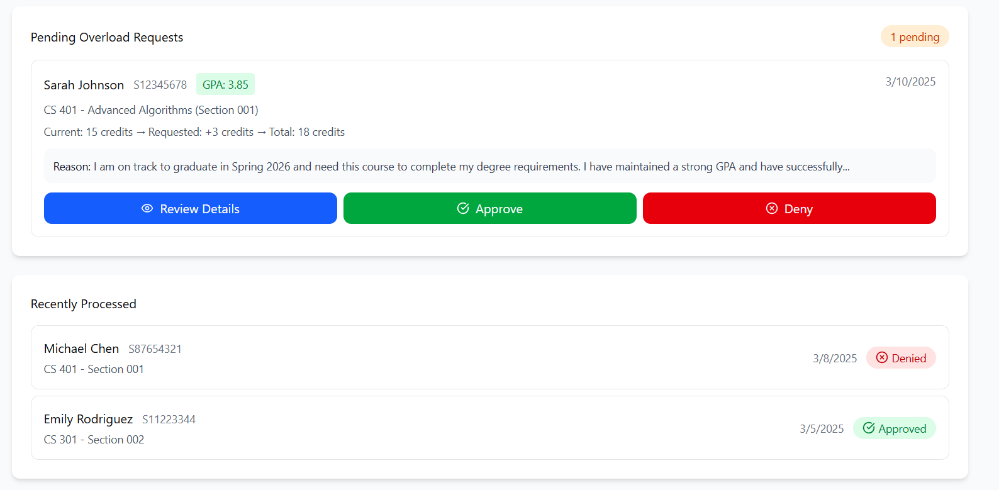 Pending Overload Requests
1 pending
Sarah Johnson S12345678 GPA: 3.85
3/10/2025
CS 401 - Advanced Algorithms (Section 001)
Current: 15 credits → Requested: +3 credits → Total: 18 credits
Reason: I am on track to graduate in Spring 2026 and need this course to complete my degree requirements. I have maintained a strong GPA and have successfully...
Review Details
Approve
Deny
Recently Processed
Michael Chen S87654321
CS 401 - Section 001
3/8/2025
Denied
Emily Rodriguez S11223344
CS 301 - Section 002
3/5/2025
Approved